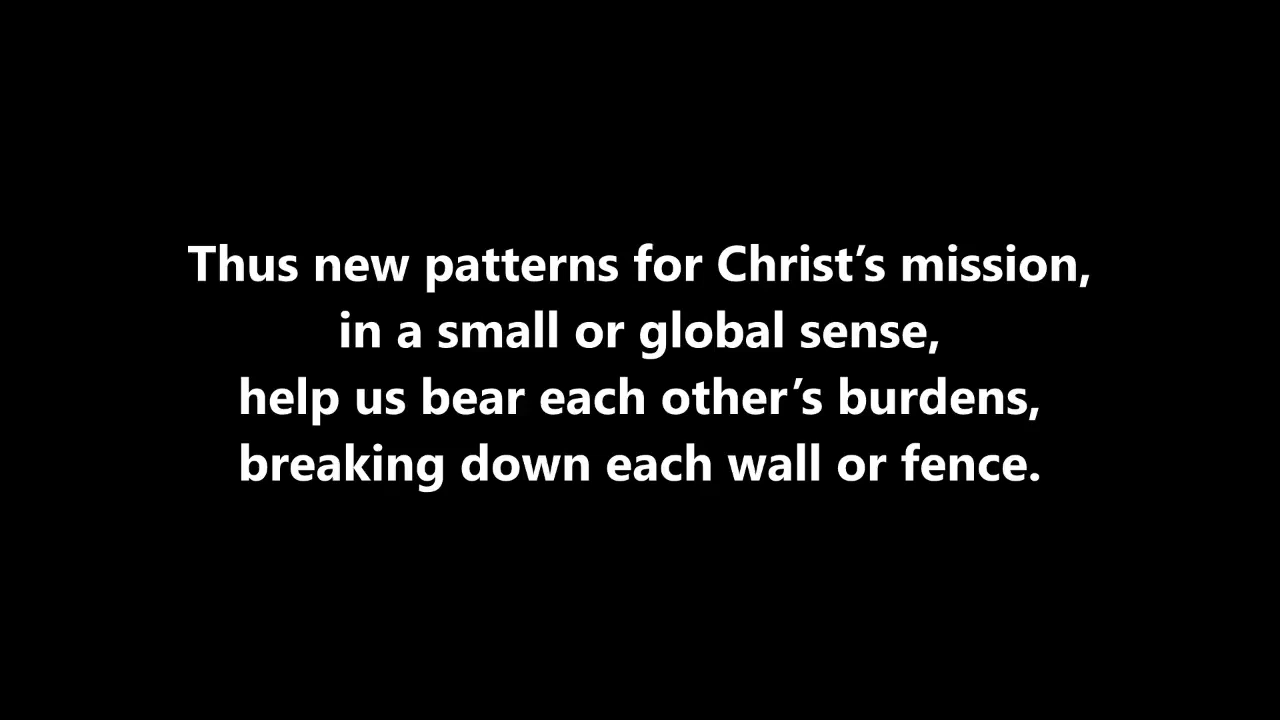 Thus new patterns for Christ’s mission,
in a small or global sense,
help us bear each other’s burdens,
breaking down each wall or fence.